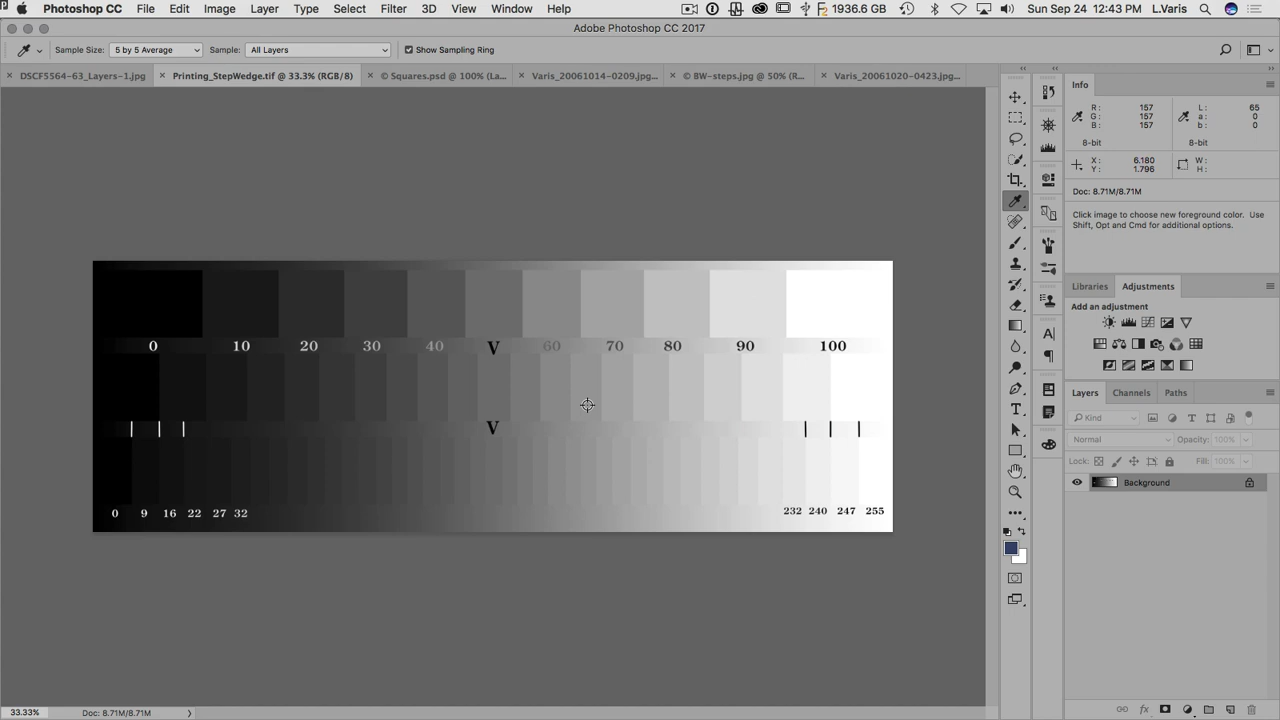 Photoshop CC File Edit Image Layer Type Select Filter 3D View Window Help 1936.6 GB Sun Sep 24 12:43 PM L.Varis
Adobe Photoshop CC 2017
Sample Size: 5 by 5 Average Sample: All Layers Show Sampling Ring
DSCF5564-63_Layers-1.jpg Printing_StepWedge.tif @ 33.3% (RGB/8) © Squares.psd @ 100% (La... Varis_20061014-0209.jpg... © BW-steps.jpg @ 50% (R... Varis_20061020-0423.jpg...
Info
R: 157 L: 65
G: 157 a: 0
B: 157 b: 0
8-bit 8-bit
X: 6.180 W:
Y: 1.796 H:
Doc: 8.71M/8.71M
Click image to choose new foreground color. Use
Shift, Opt and Cmd for additional options.
Libraries Adjustments
Add an adjustment
Layers Channels Paths
Kind
Normal Opacity: 100%
Lock: Fill: 100%
Background
0 10 20 30 40 V 60 70 80 90 100
V
0 9 16 22 27 32 232 240 247 255
33.33% Doc: 8.71M/8.71M